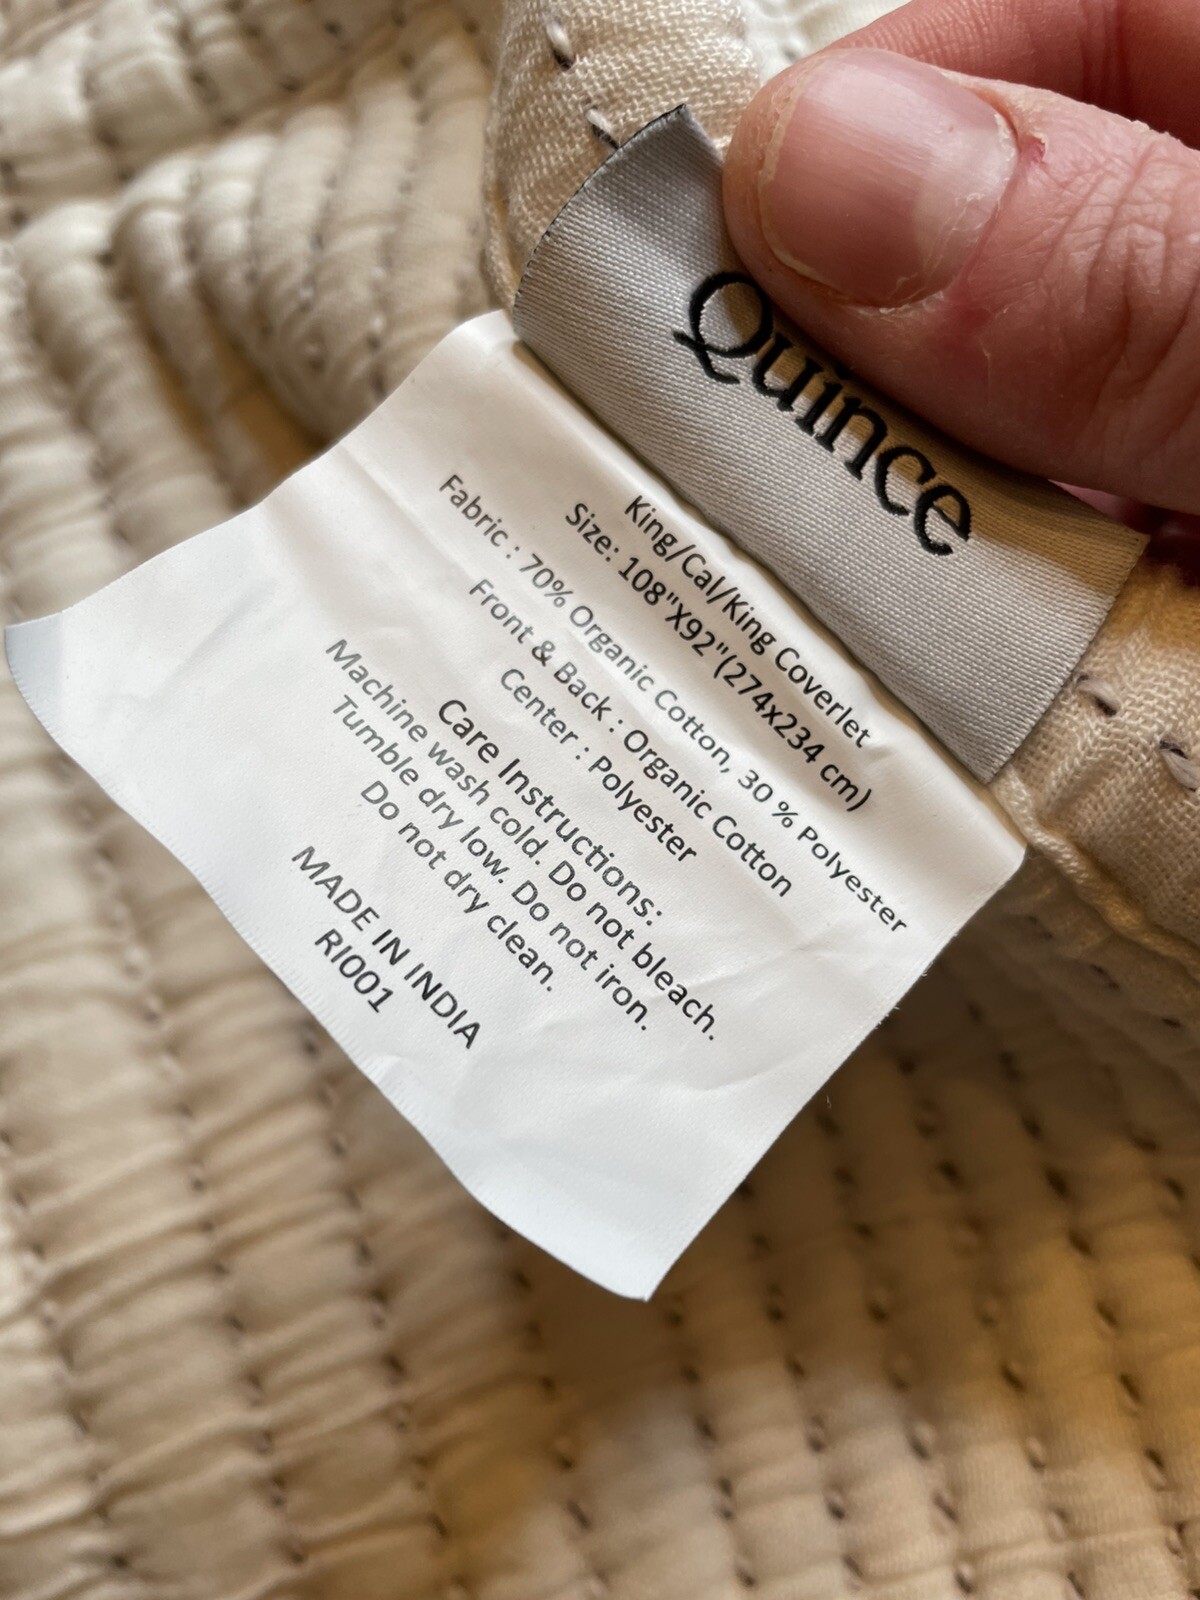 Quince
King/Cal/King Coverlet
Size: 108"X92"(274x234 cm)
Fabric : 70% Organic Cotton, 30 % Polyester
Front & Back : Organic Cotton
Center : Polyester
Care Instructions:
Machine wash cold. Do not bleach.
Tumble dry low. Do not iron.
Do not dry clean.
MADE IN INDIA
RI001